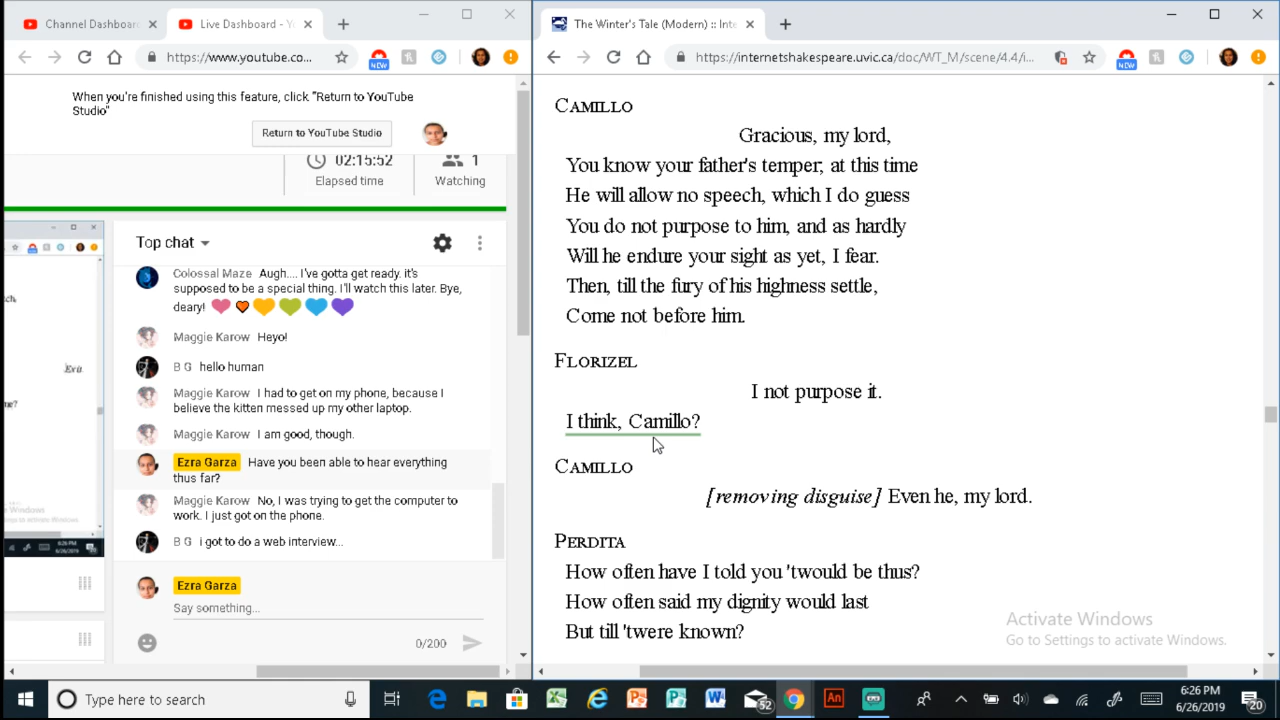 Channel Dashboard
Live Dashboard - Yo
https://www.youtube.co...
NEW
When you're finished using this feature, click "Return to YouTube
Studio"
Return to YouTube Studio
02:15:52
Elapsed time
1
Watching
Top chat
Colossal Maze Augh.... I've gotta get ready. it's
supposed to be a special thing. I'll watch this later. Bye,
deary!
Maggie Karow Heyo!
B G hello human
Maggie Karow I had to get on my phone, because I
believe the kitten messed up my other laptop.
Maggie Karow I am good, though.
Ezra Garza Have you been able to hear everything
thus far?
Maggie Karow No, I was trying to get the computer to
work. I just got on the phone.
B G i got to do a web interview...
Ezra Garza
Say something...
0/200
Exit.
me?
The Winter's Tale (Modern) :: Inte
https://internetshakespeare.uvic.ca/doc/WT_M/scene/4.4/i...
NEW
CAMILLO
Gracious, my lord,
You know your father's temper; at this time
He will allow no speech, which I do guess
You do not purpose to him, and as hardly
Will he endure your sight as yet, I fear.
Then, till the fury of his highness settle,
Come not before him.
FLORIZEL
I not purpose it.
I think, Camillo?
CAMILLO
[removing disguise] Even he, my lord.
PERDITA
How often have I told you 'twould be thus?
How often said my dignity would last
But till 'twere known?
Activate Windows
Go to Settings to activate Windows.
Type here to search
52
An
6:26 PM
6/26/2019
20